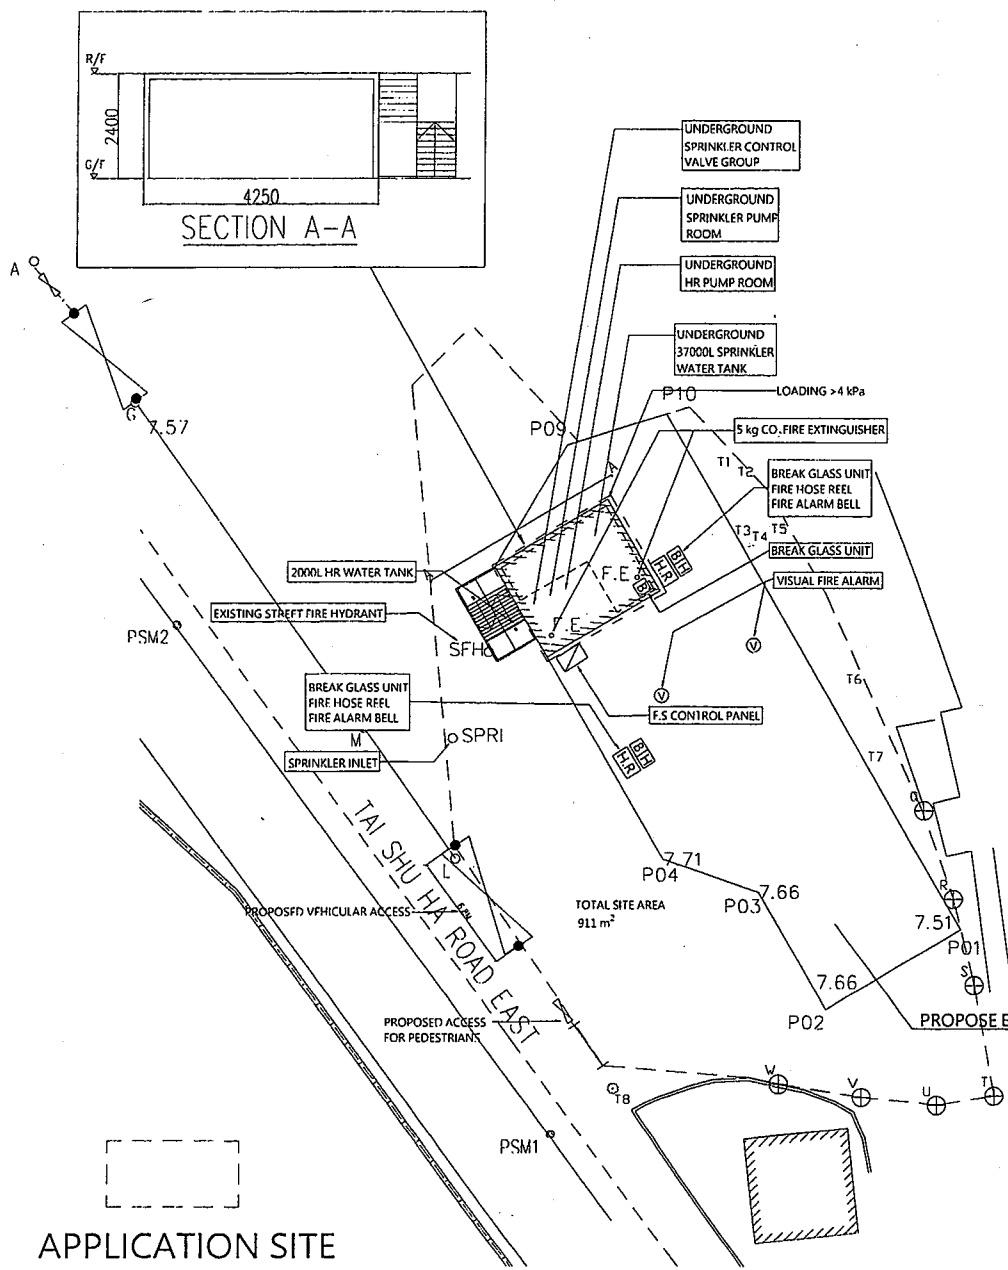 R/F
2400
G/F
4250
SECTION A-A
UNDERGROUND
SPRINKLER CONTROL
VALVE GROUP
UNDERGROUND
SPRINKLER PUMP
ROOM
UNDERGROUND
HR PUMP ROOM
UNDERGROUND
37000L SPRINKLER
WATER TANK
LOADING >4 kPa
5 kg CO₂ FIRE EXTINGUISHER
BREAK GLASS UNIT
FIRE HOSE REEL
FIRE ALARM BELL
BREAK GLASS UNIT
VISUAL FIRE ALARM
A
G
7.57
P09
P10
T1
T2
T3
T4
T5
T6
T7
A
F.E
F.E
B
B|H
H.R
V
V
2000L HR WATER TANK
EXISTING STREET FIRE HYDRANT
SFH
PSM2
BREAK GLASS UNIT
FIRE HOSE REEL
FIRE ALARM BELL
F.S CONTROL PANEL
M
SPRI
SPRINKLER INLET
B|H
H.R
TAI SHU HA ROAD EAST
L
PROPOSED VEHICULAR ACCESS
P04
7.71
P03
7.66
TOTAL SITE AREA
911 m²
Q
R
7.51
P01
S
7.66
P02
PROPOSE E
PROPOSED ACCESS
FOR PEDESTRIANS
T8
W
V
U
T
PSM1
APPLICATION SITE